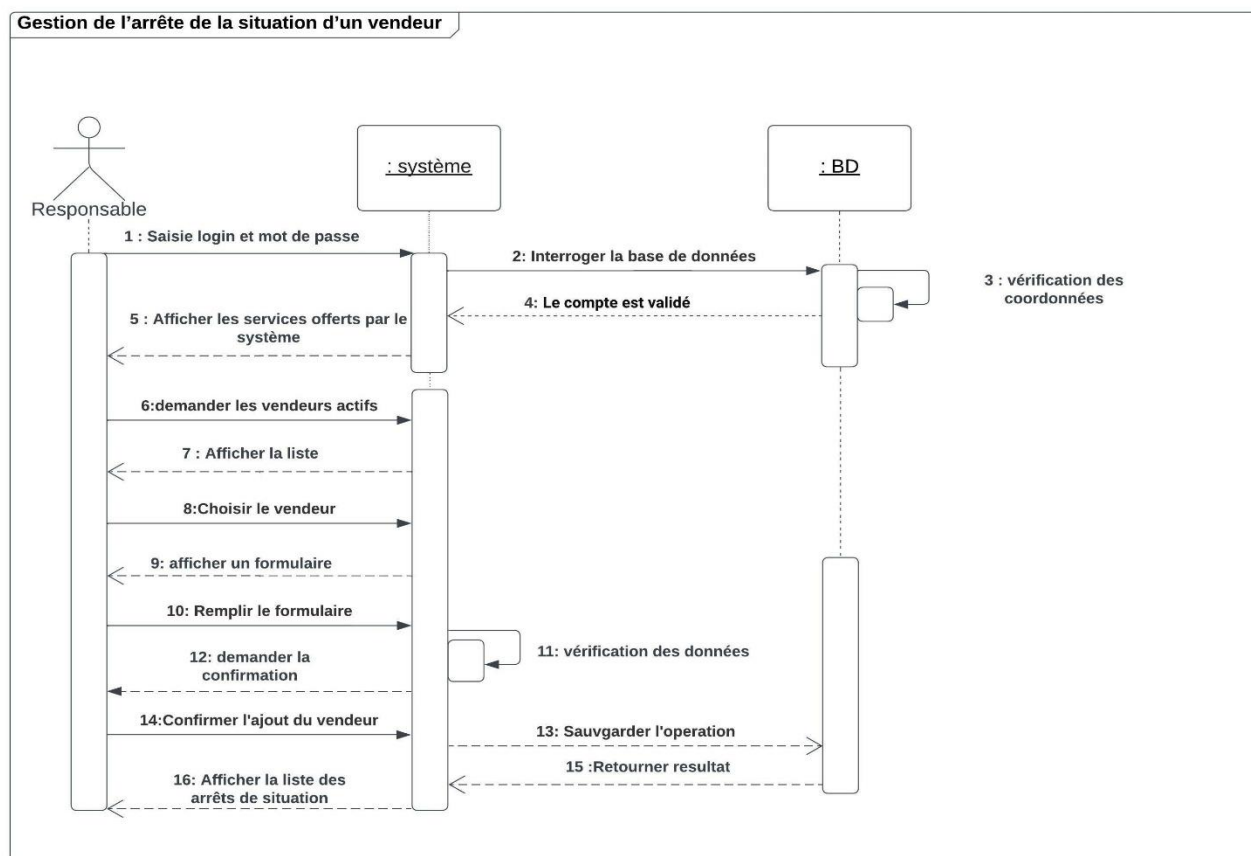 Gestion de l’arrête de la situation d’un vendeur
: système
: BD
Responsable
1 : Saisie login et mot de passe
2: Interroger la base de données
3 : vérification des
coordonnées
4: Le compte est validé
5 : Afficher les services offerts par le
système
6:demander les vendeurs actifs
7 : Afficher la liste
8:Choisir le vendeur
9: afficher un formulaire
10: Remplir le formulaire
11: vérification des données
12: demander la
confirmation
14:Confirmer l'ajout du vendeur
13: Sauvgarder l'operation
15 :Retourner resultat
16: Afficher la liste des
arrêts de situation